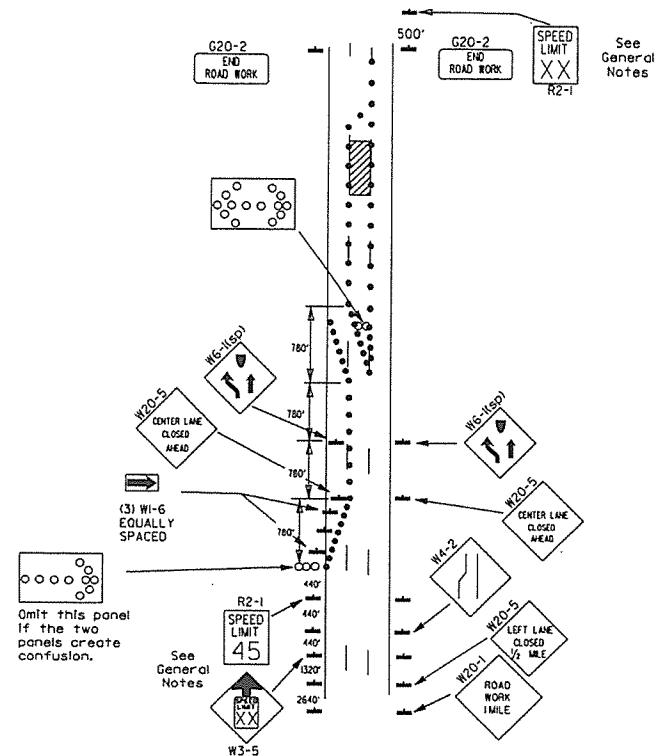 G20-2
END
ROAD WORK
500'
G20-2
END
ROAD WORK
SPEED
LIMIT
XX
R2-1
See
General
Notes
780'
W6-1(sp)
780'
W20-5
CENTER LANE
CLOSED
AHEAD
780'
W6-1(sp)
(3) W1-6
EQUALLY
SPACED
780'
W20-5
CENTER LANE
CLOSED
AHEAD
Omit this panel
if the two
panels create
confusion.
440'
R2-1
SPEED
LIMIT
45
440'
W4-2
440'
See
General
Notes
1320'
W20-5
LEFT LANE
CLOSED
1/2 MILE
SPEED
LIMIT
XX
W3-5
2640'
W20-1
ROAD
WORK
1 MILE